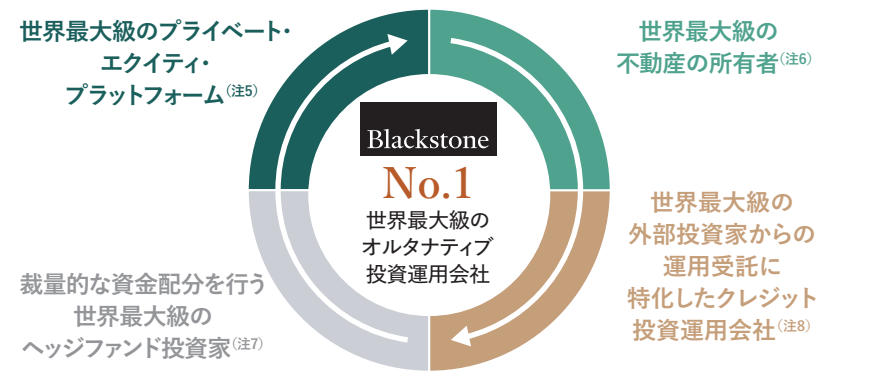 世界最大級のプライベート・
エクイティ・
プラットフォーム(注5)
世界最大級の
不動産の所有者(注6)
Blackstone
No.1
世界最大級の
オルタナティブ
投資運用会社
世界最大級の
外部投資家からの
運用受託に
特化したクレジット
投資運用会社(注8)
裁量的な資金配分を行う
世界最大級の
ヘッジファンド投資家(注7)